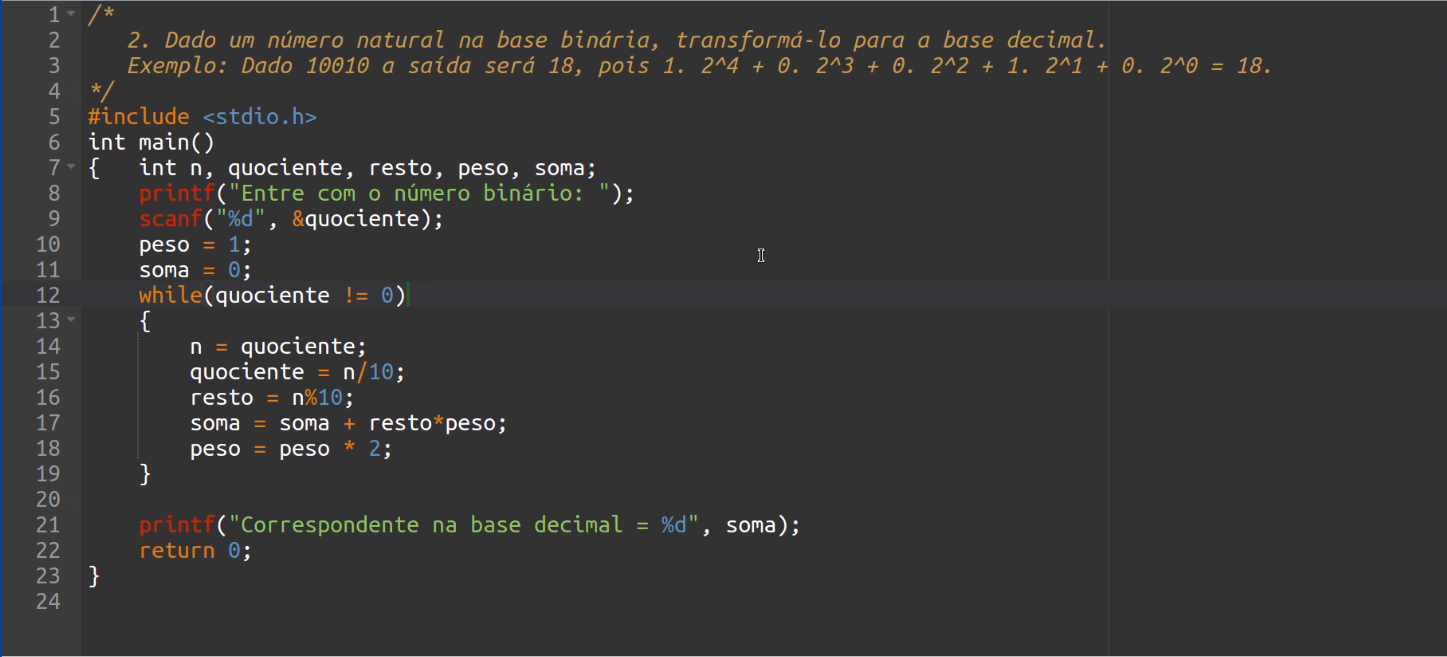 1 /*
2 2. Dado um número natural na base binária, transformá-lo para a base decimal.
3 Exemplo: Dado 10010 a saída será 18, pois 1. 2^4 + 0. 2^3 + 0. 2^2 + 1. 2^1 + 0. 2^0 = 18.
4 */
5 #include <stdio.h>
6 int main()
7 { int n, quociente, resto, peso, soma;
8 printf("Entre com o número binário: ");
9 scanf("%d", &quociente);
10 peso = 1;
11 soma = 0;
12 while(quociente != 0)
13 {
14 n = quociente;
15 quociente = n/10;
16 resto = n%10;
17 soma = soma + resto*peso;
18 peso = peso * 2;
19 }
20
21 printf("Correspondente na base decimal = %d", soma);
22 return 0;
23 }
24